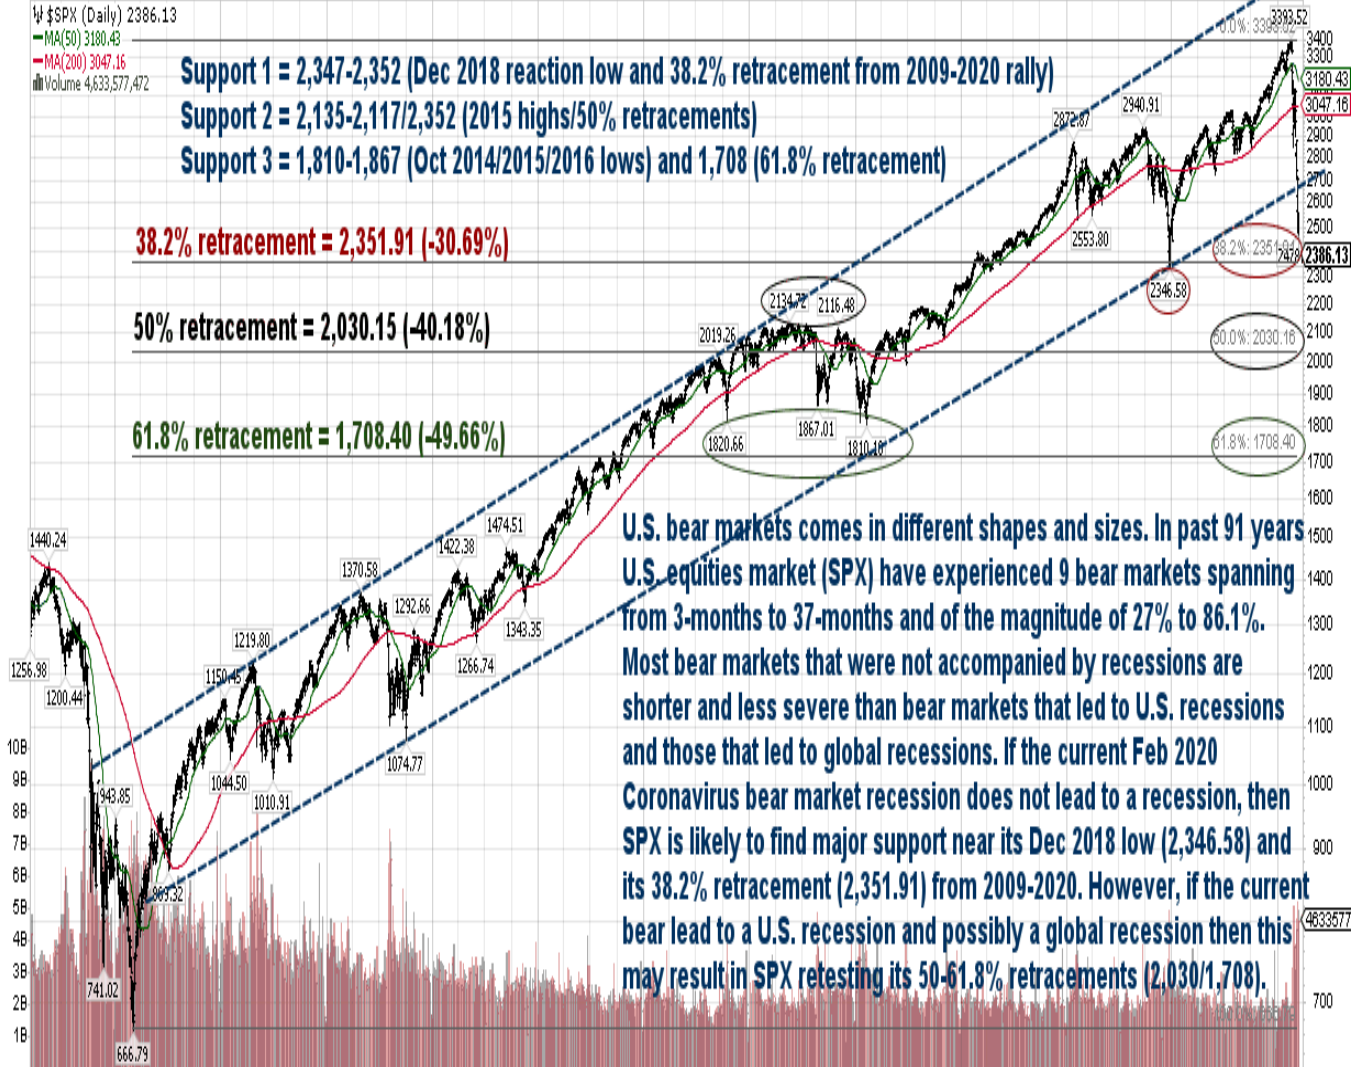 $SPX (Daily) 2386.13
MA(50) 3180.43
MA(200) 3047.16
Volume 4,633,577,472
Support 1 = 2,347-2,352 (Dec 2018 reaction low and 38.2% retracement from 2009-2020 rally)
Support 2 = 2,135-2,117/2,352 (2015 highs/50% retracements)
Support 3 = 1,810-1,867 (Oct 2014/2015/2016 lows) and 1,708 (61.8% retracement)
38.2% retracement = 2,351.91 (-30.69%)
50% retracement = 2,030.15 (-40.18%)
61.8% retracement = 1,708.40 (-49.66%)
3393.52
2872.87
2940.91
2553.80
2346.58
2134.72
2116.48
2019.26
1820.66
1867.01
1810.10
50.0%: 2030.16
61.8%: 1708.40
1440.24
1256.98
1200.44
1474.51
1422.38
1370.58
1292.66
1343.35
1266.74
1219.80
1150.45
1074.77
1044.50
1010.91
943.85
869.32
741.02
666.79
U.S. bear markets comes in different shapes and sizes. In past 91 years
U.S. equities market (SPX) have experienced 9 bear markets spanning
from 3-months to 37-months and of the magnitude of 27% to 86.1%.
Most bear markets that were not accompanied by recessions are
shorter and less severe than bear markets that led to U.S. recessions
and those that led to global recessions. If the current Feb 2020
Coronavirus bear market recession does not lead to a recession, then
SPX is likely to find major support near its Dec 2018 low (2,346.58) and
its 38.2% retracement (2,351.91) from 2009-2020. However, if the current
bear lead to a U.S. recession and possibly a global recession then this
may result in SPX retesting its 50-61.8% retracements (2,030/1,708).
3400
3300
3180.43
3047.16
3000
2900
2800
2700
2600
2500
2386.13
2300
2200
2100
2000
1900
1800
1700
1600
1500
1400
1300
1200
1100
1000
900
4633577
700
10B
9B
8B
7B
6B
5B
4B
3B
2B
1B